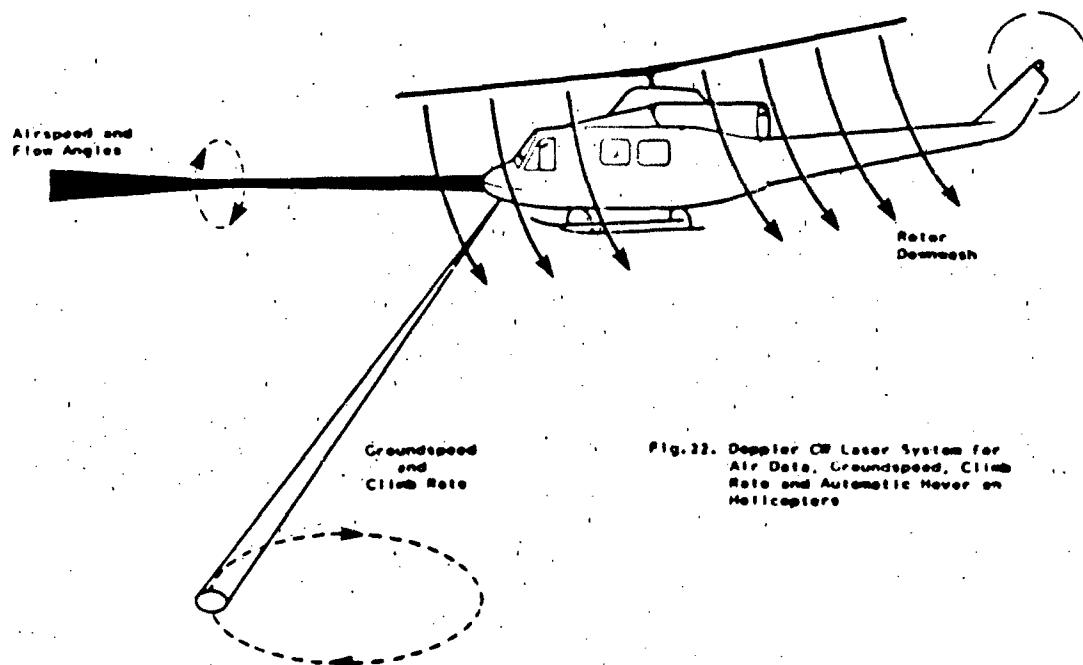 Airspeed and
Flow Angles
Rotor
Downwash
Groundspeed
and
Climb Rate
Fig.22. Doppler CW Laser System for
Air Data, Groundspeed, Climb
Rate and Automatic Hover on
Helicopters